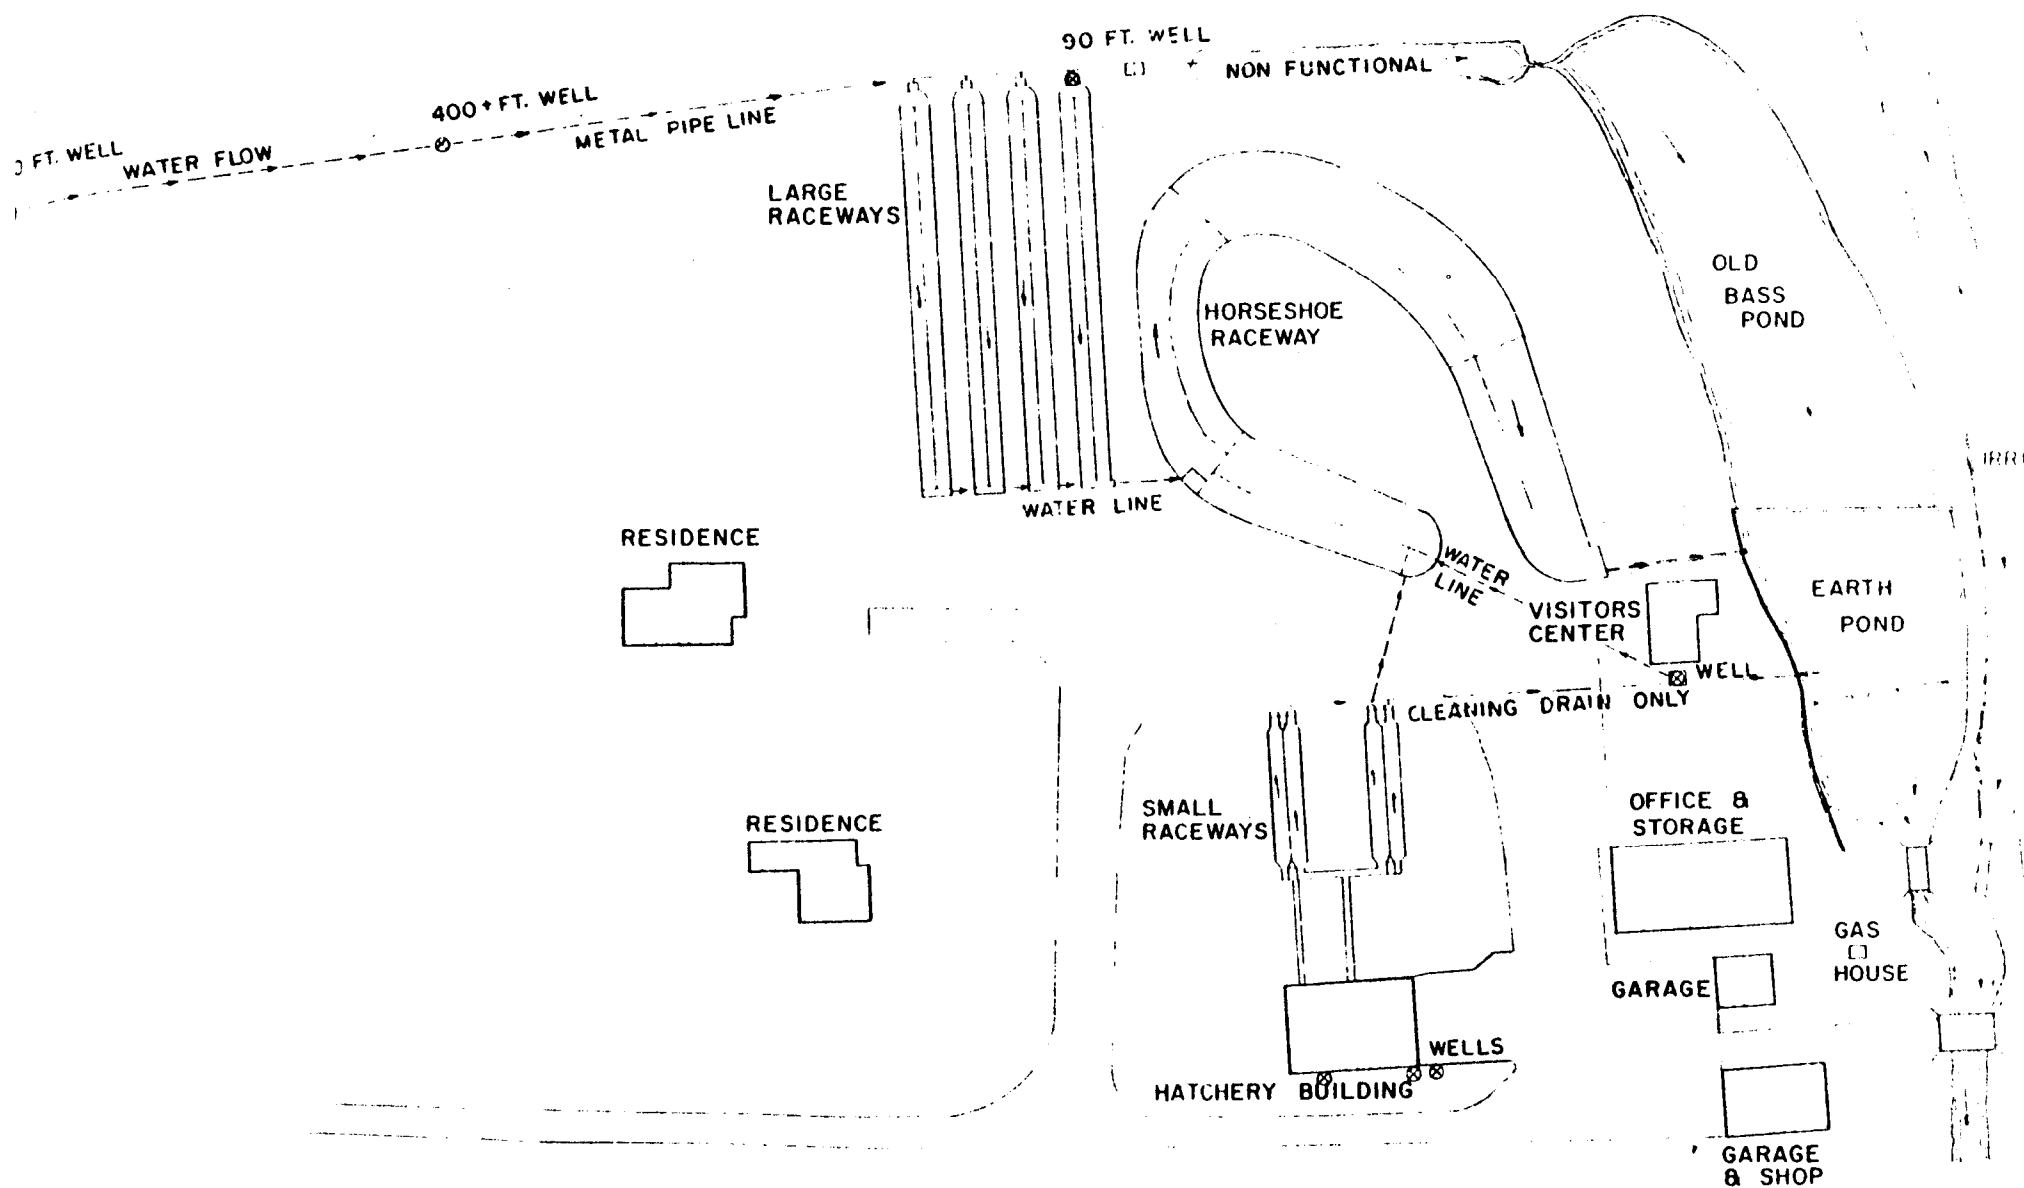 90 FT. WELL
NON FUNCTIONAL
400+ FT. WELL
METAL PIPE LINE
FT. WELL
WATER FLOW
LARGE
RACEWAYS
OLD
BASS
POND
HORSESHOE
RACEWAY
WATER LINE
RESIDENCE
WATER
LINE
EARTH
POND
VISITORS
CENTER
WELL
CLEANING DRAIN ONLY
OFFICE &
STORAGE
SMALL
RACEWAYS
RESIDENCE
GAS
HOUSE
GARAGE
WELLS
HATCHERY BUILDING
GARAGE
& SHOP